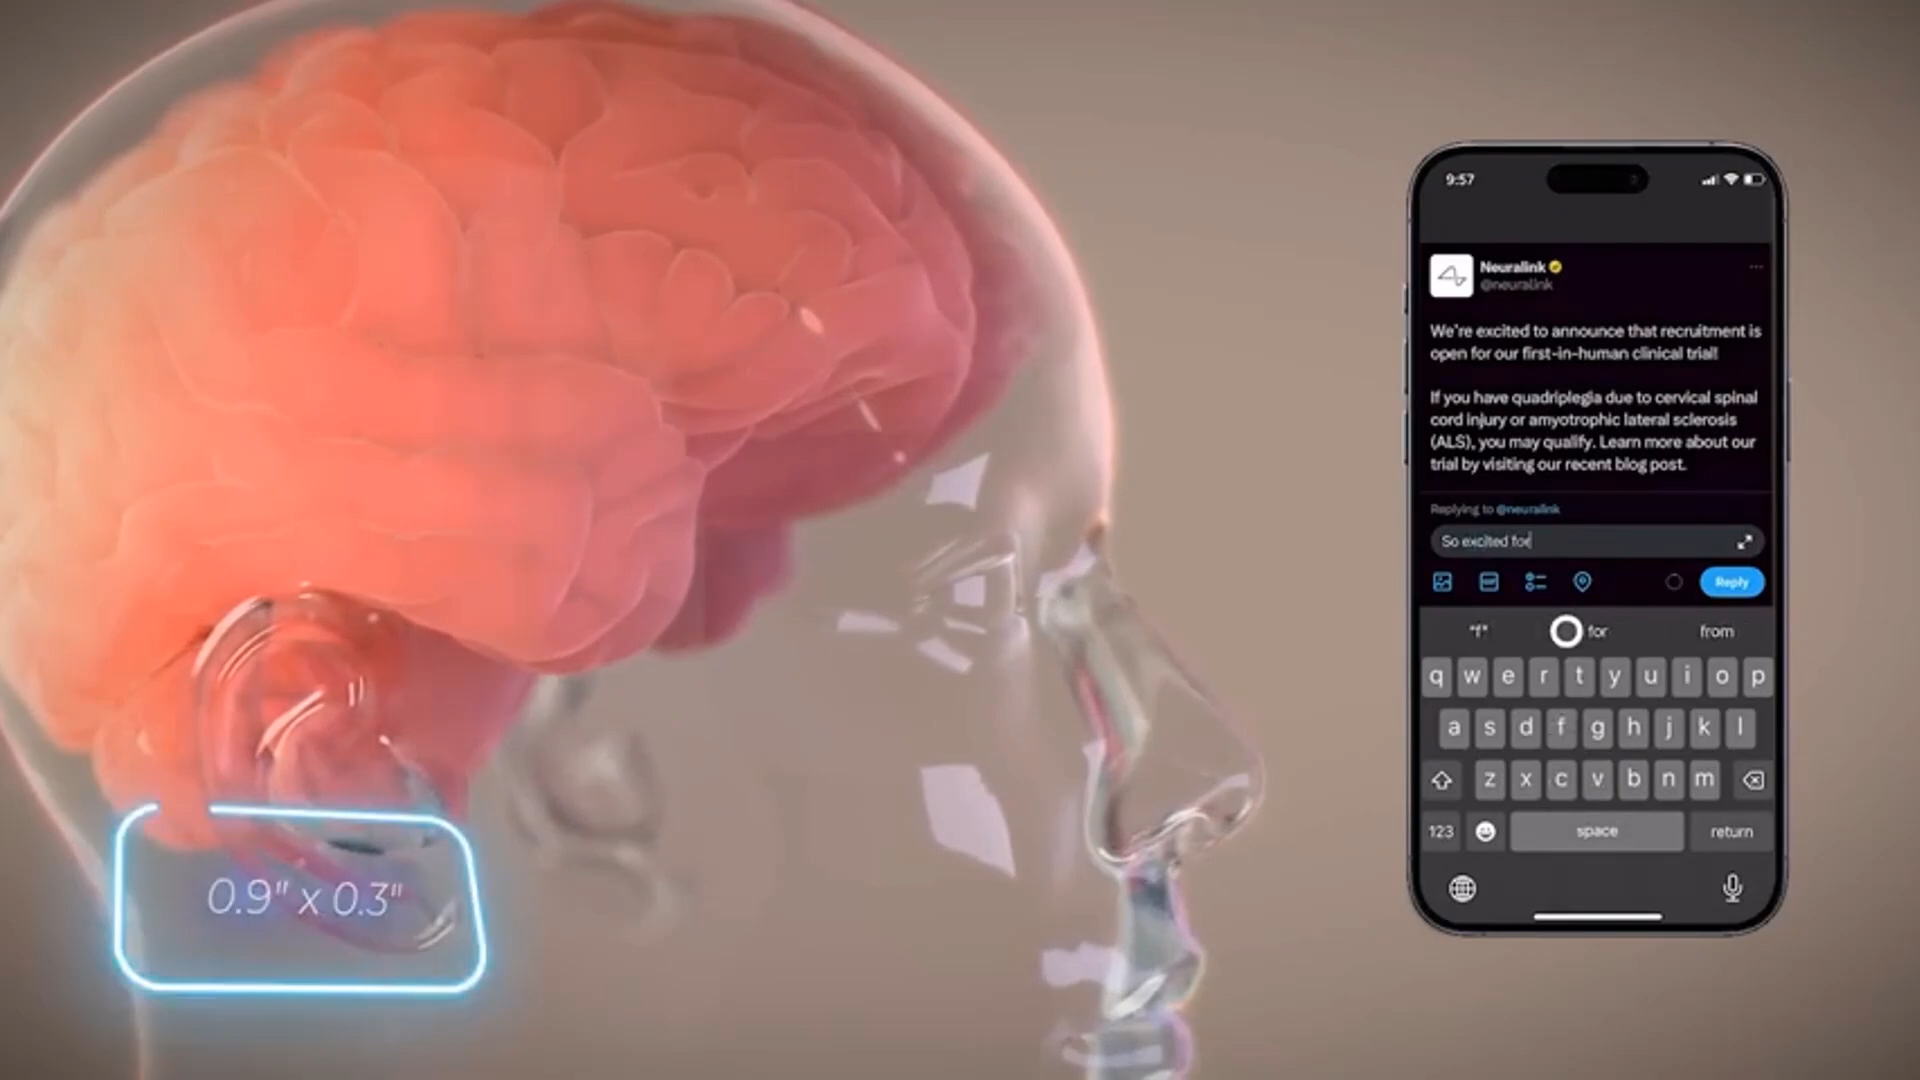 9:57
Neuralink
@neuralink
We're excited to announce that recruitment is
open for our first-in-human clinical trial!
If you have quadriplegia due to cervical spinal
cord injury or amyotrophic lateral sclerosis
(ALS), you may qualify. Learn more about our
trial by visiting our recent blog post.
Replying to @neuralink
So excited for
Reply
"f" for from
q w e r t y u i o p
a s d f g h j k l
z x c v b n m
123 space return
0.9" x 0.3"